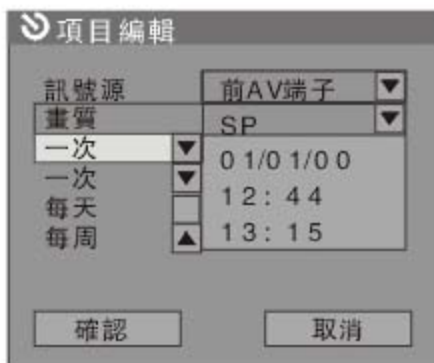 項目編輯
訊號源 前AV端子
畫質 SP
一次 01/01/00
一次 12:44
每天
每周 13:15
確認 取消